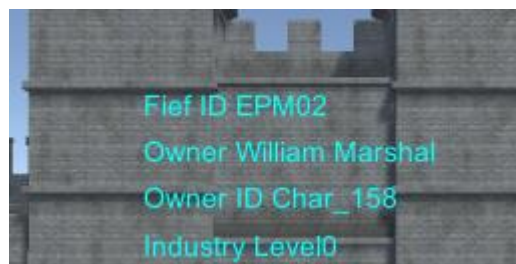 Fief ID EPM02
Owner William Marshal
Owner ID Char_158
Industry Level0